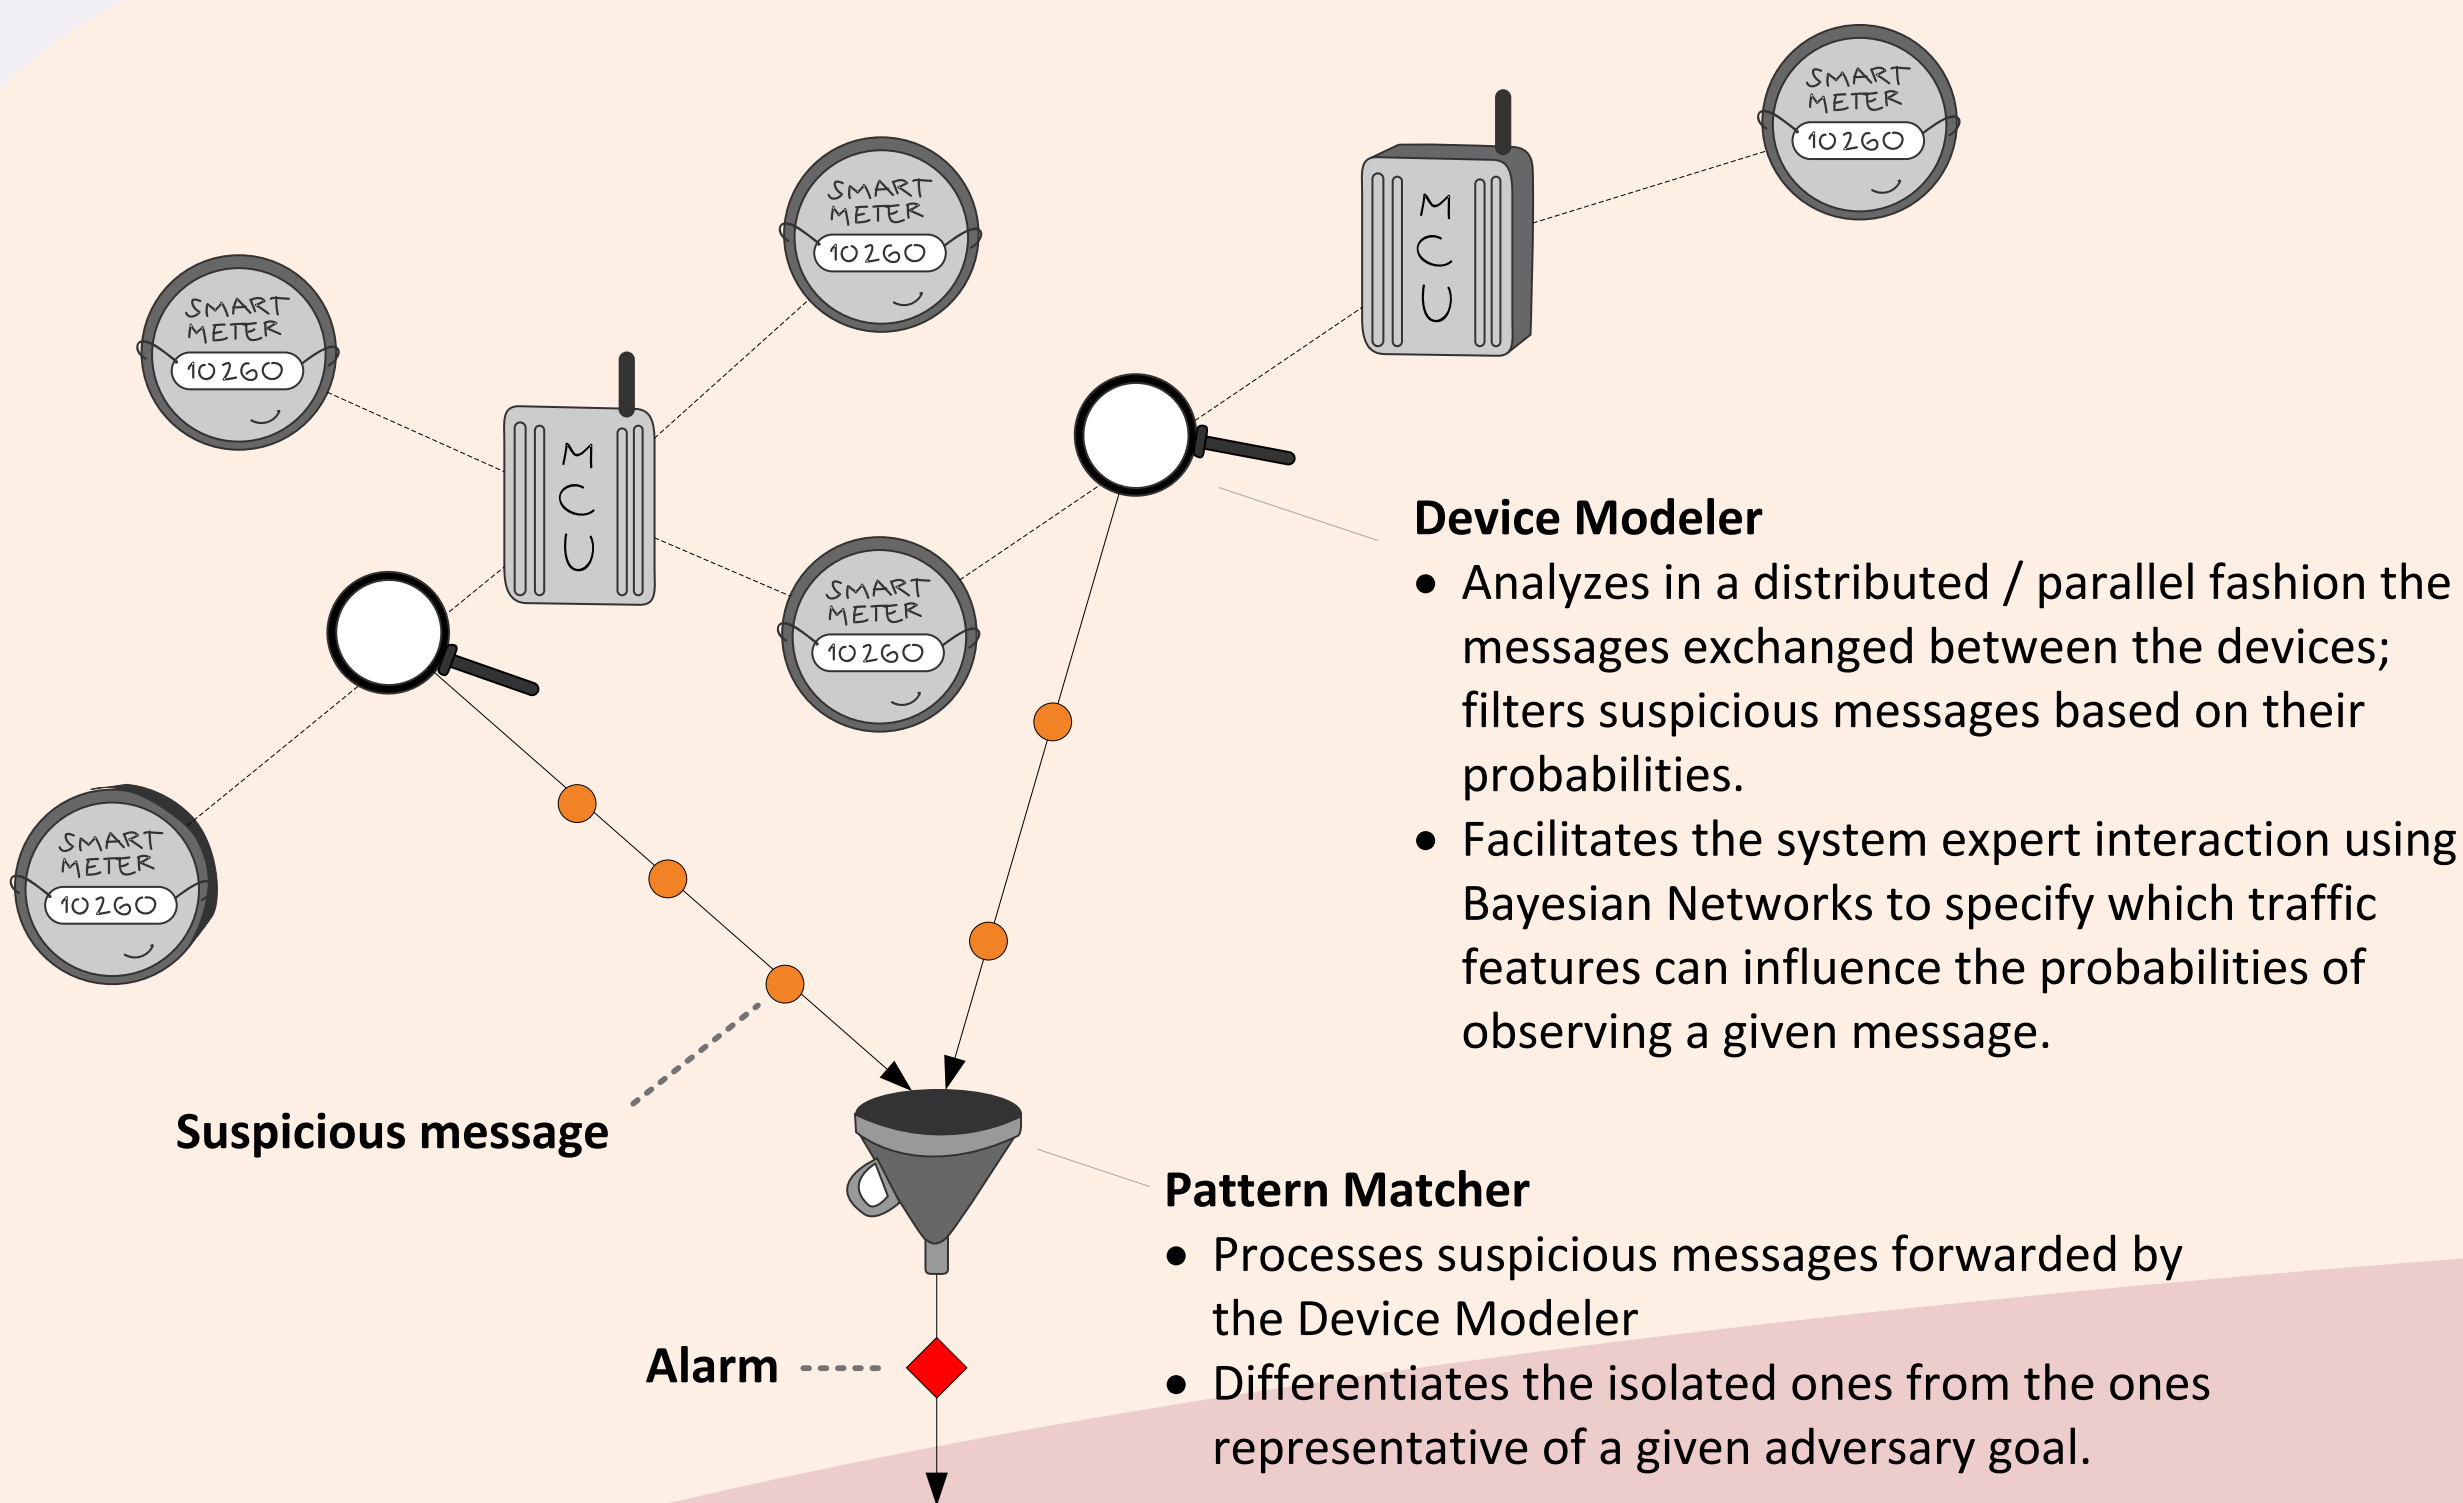 SMART
METER
10260
SMART
METER
10260
M
C
U
SMART
METER
10260
M
C
U
SMART
METER
10260
SMART
METER
10260
Device Modeler
• Analyzes in a distributed / parallel fashion the
messages exchanged between the devices;
filters suspicious messages based on their
probabilities.
• Facilitates the system expert interaction using
Bayesian Networks to specify which traffic
features can influence the probabilities of
observing a given message.
Suspicious message
Pattern Matcher
• Processes suspicious messages forwarded by
the Device Modeler
• Differentiates the isolated ones from the ones
representative of a given adversary goal.
Alarm